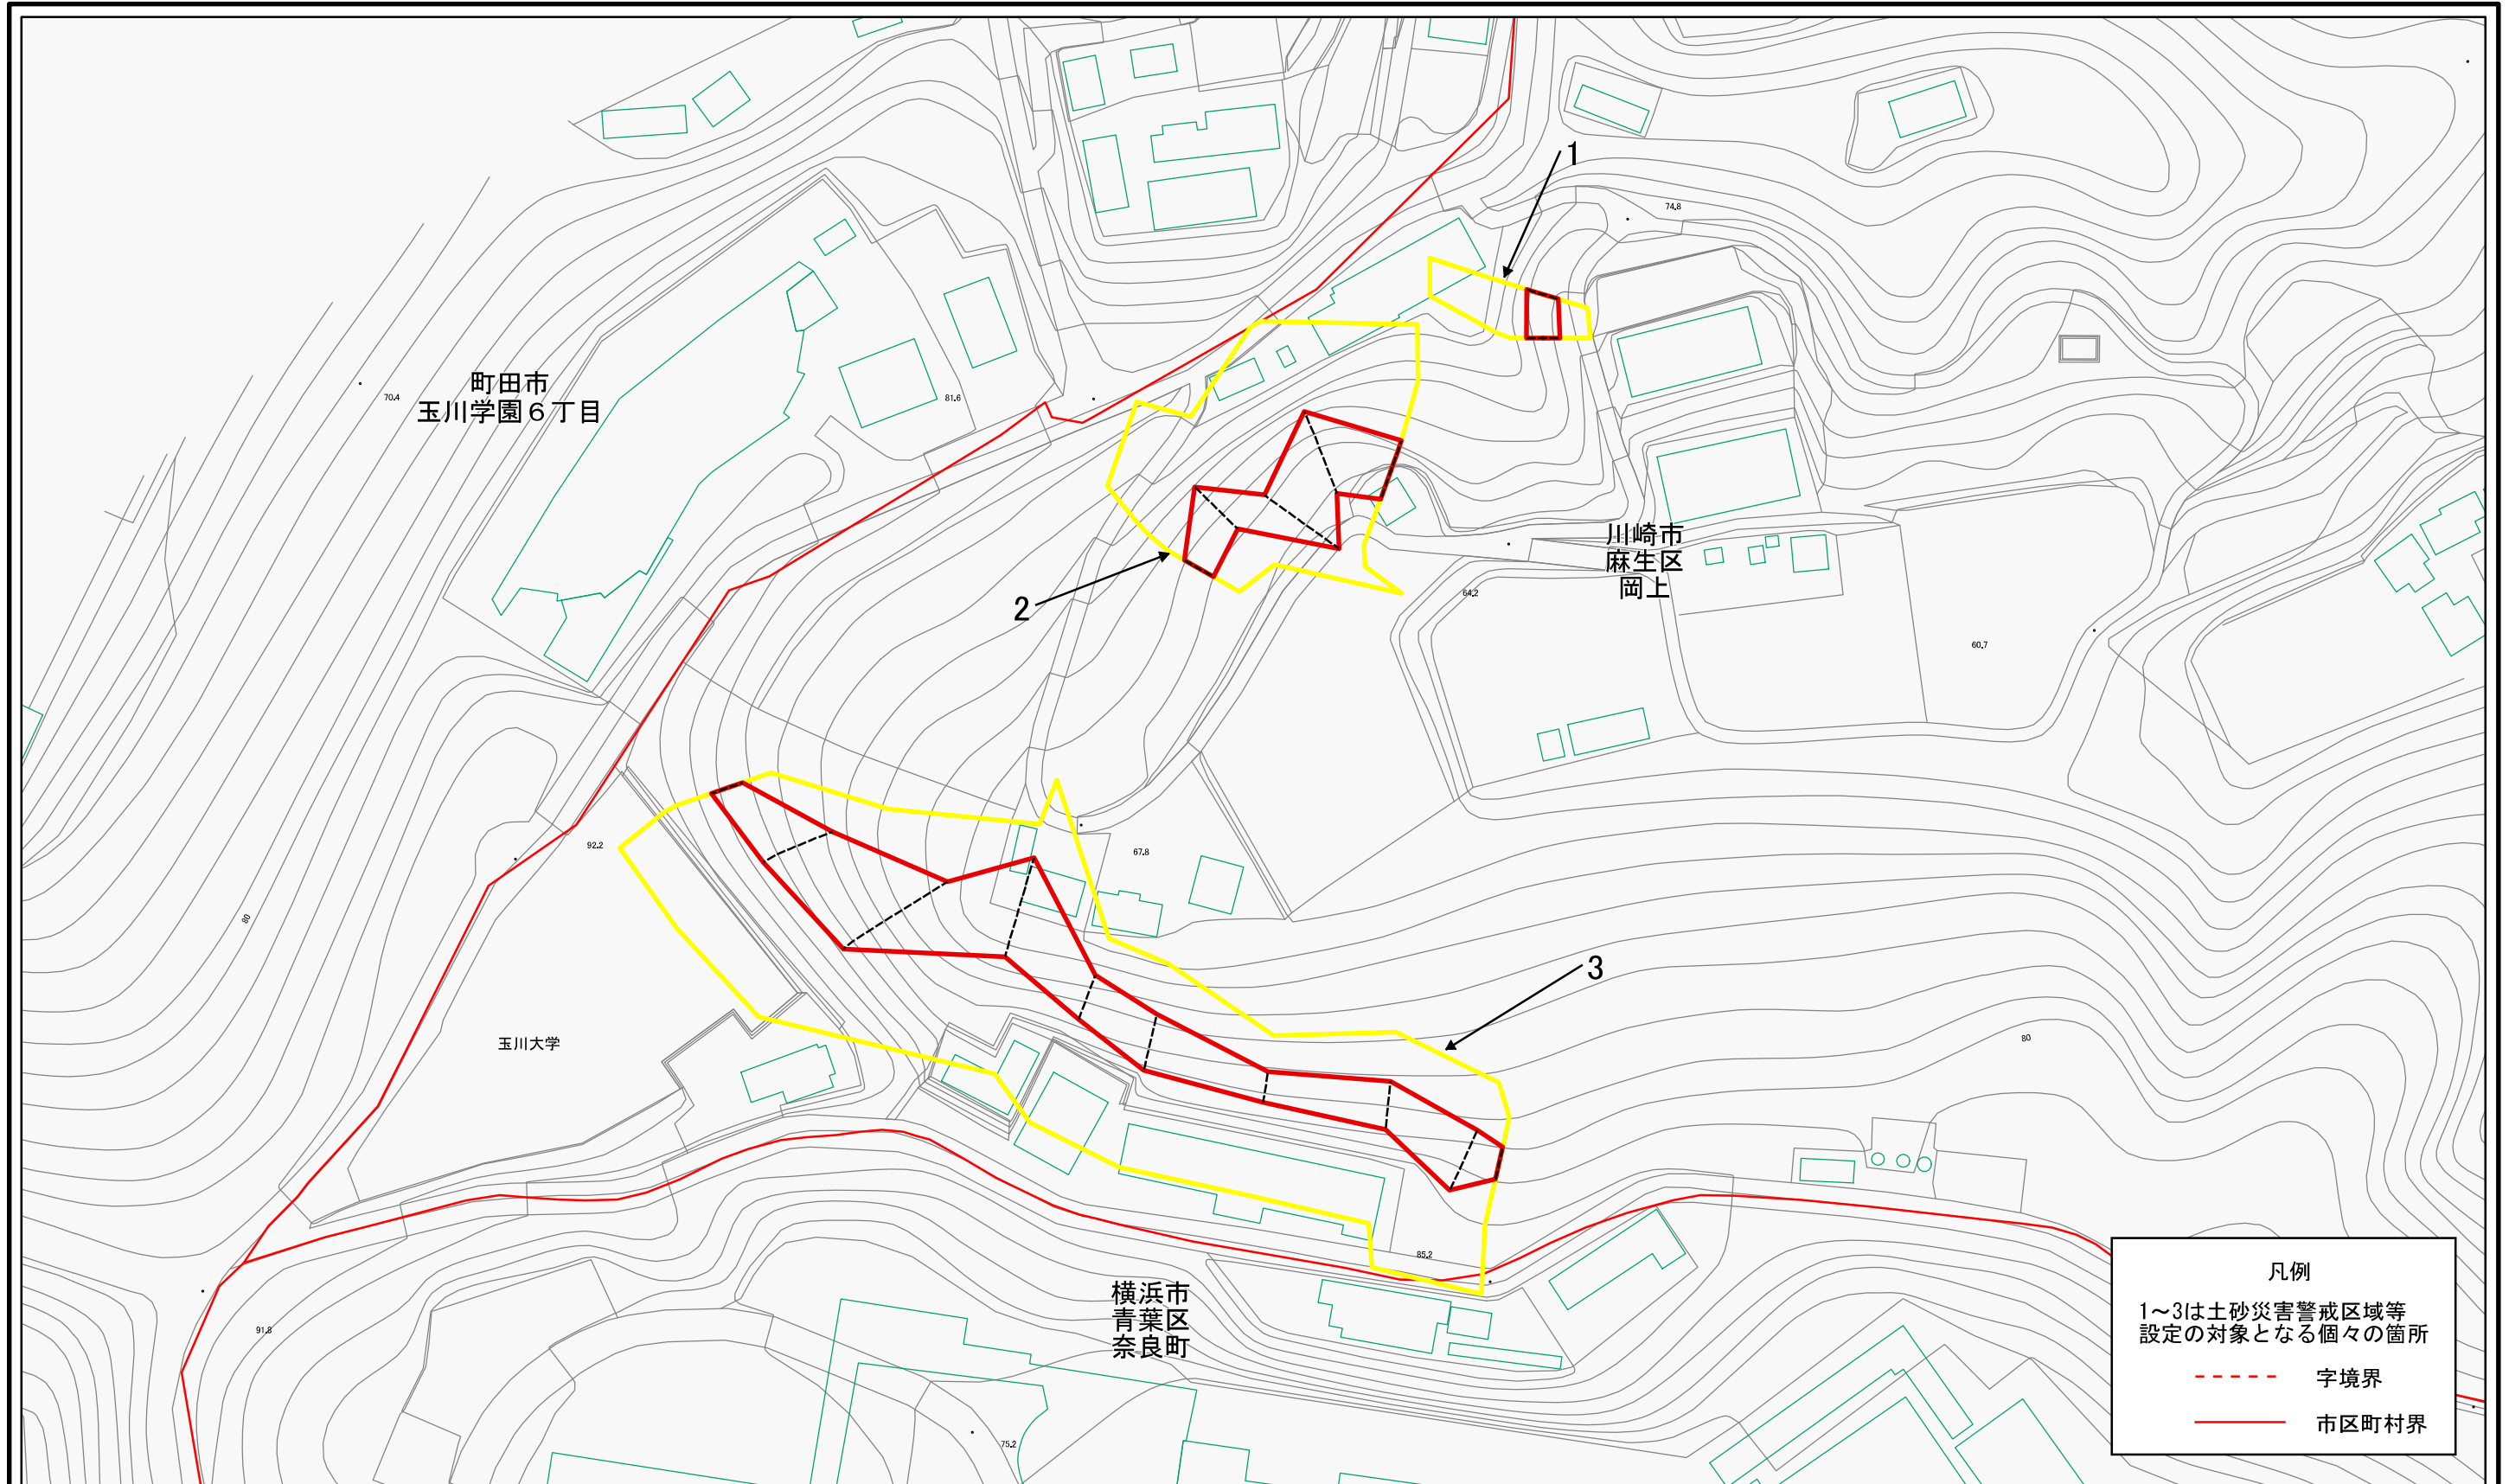 1
74.8
町田市
玉川学園６丁目
70.4
81.6
川崎市
麻生区
岡上
2
64.2
60.7
92.2
67.8
80
3
玉川大学
80
85.2
横浜市
青葉区
奈良町
91.8
75.2
凡例
1～3は土砂災害警戒区域等
設定の対象となる個々の箇所
字境界
市区町村界